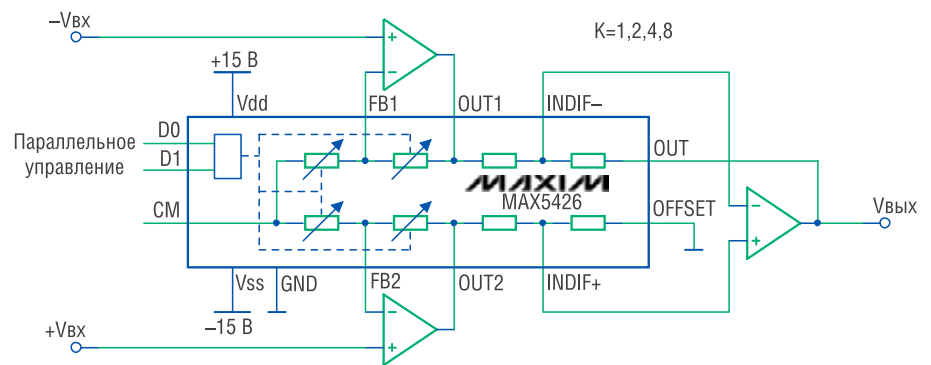 –Vвх
K=1,2,4,8
+15 В
Vdd
FB1
OUT1
INDIF–
Параллельное
управление
D0
D1
OUT
MAXIM
MAX5426
CM
OFFSET
Vвых
Vss
GND
FB2
OUT2
INDIF+
–15 В
+Vвх